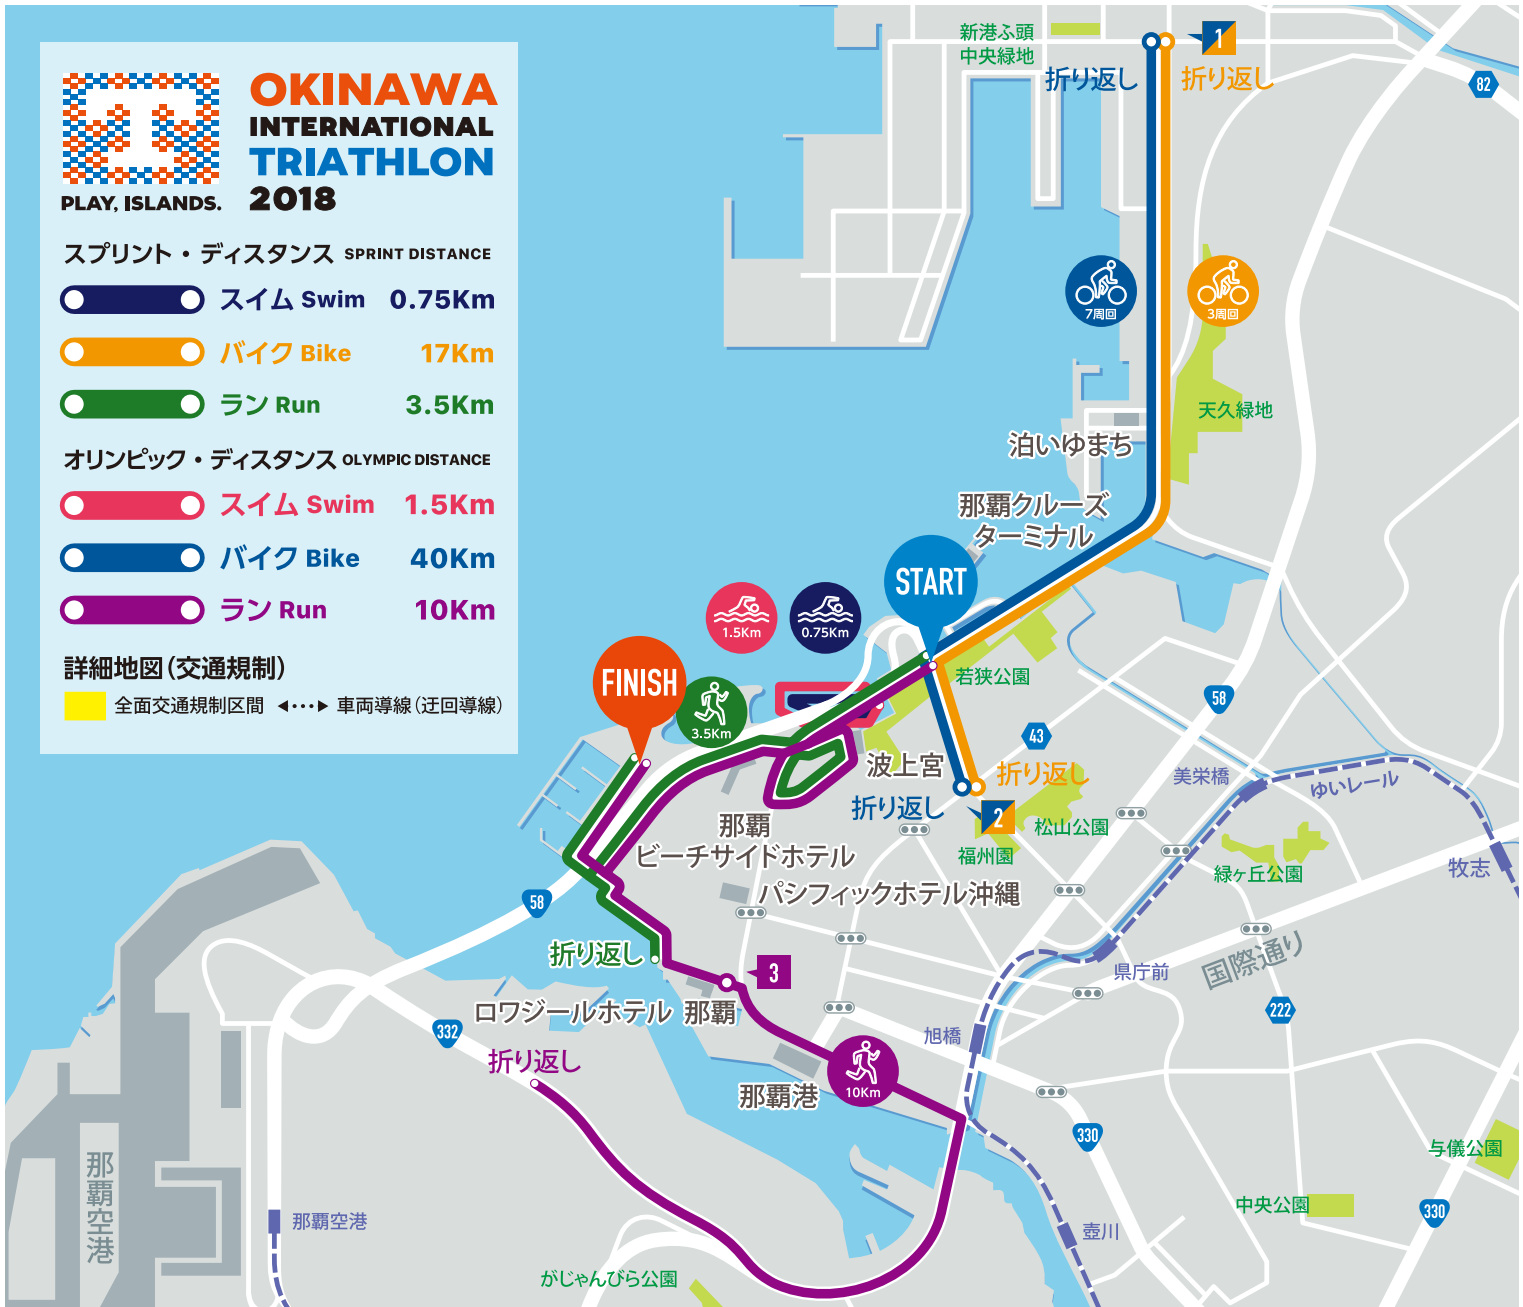 OKINAWA
INTERNATIONAL
TRIATHLON
2018
PLAY, ISLANDS.
スプリント・ディスタンス SPRINT DISTANCE
スイム Swim 0.75Km
バイク Bike 17Km
ラン Run 3.5Km
オリンピック・ディスタンス OLYMPIC DISTANCE
スイム Swim 1.5Km
バイク Bike 40Km
ラン Run 10Km
詳細地図(交通規制)
全面交通規制区間
車両導線(迂回導線)
新港ふ頭
中央緑地
折り返し
1
折り返し
82
7周回
3周回
天久緑地
泊いゆまち
那覇クルーズ
ターミナル
START
1.5Km
0.75Km
FINISH
3.5Km
若狭公園
58
43
波上宮
折り返し
折り返し
2
美栄橋
ゆいレール
松山公園
福州園
那覇
ビーチサイドホテル
パシフィックホテル沖縄
緑ヶ丘公園
牧志
58
折り返し
3
県庁前
国際通り
ロワジールホテル 那覇
222
332
旭橋
折り返し
10Km
那覇港
330
与儀公園
那覇空港
那覇空港
中央公園
330
壺川
がじゃんびら公園